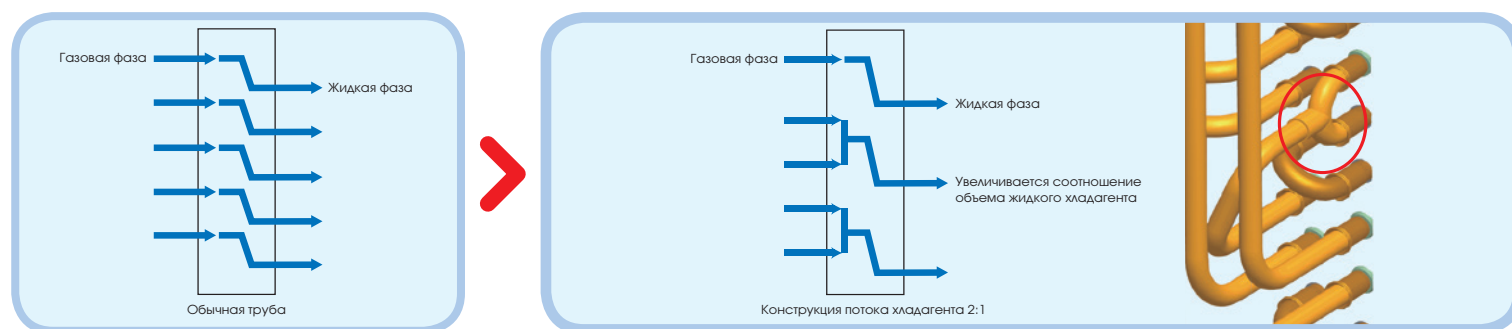 Газовая фаза
Жидкая фаза
Обычная труба
Газовая фаза
Жидкая фаза
Увеличивается соотношение
объема жидкого хладагента
Конструкция потока хладагента 2:1